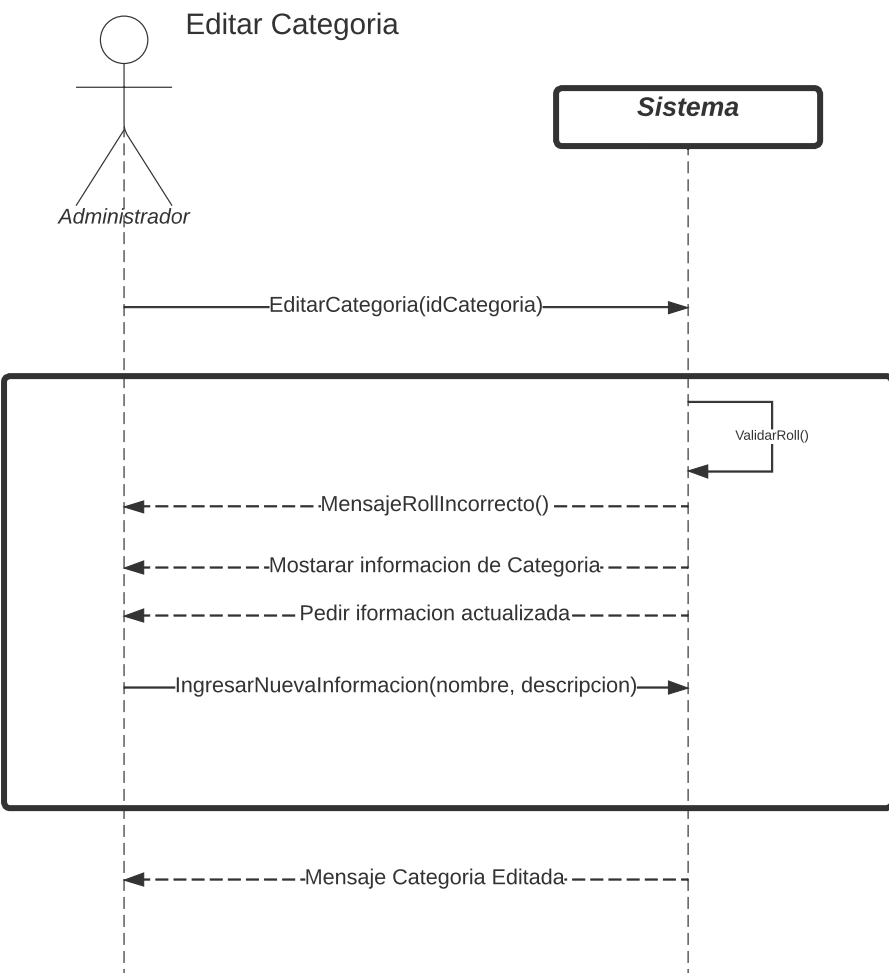 Editar Categoria
Sistema
Administrador
EditarCategoria(idCategoria)
ValidarRoll()
MensajeRollIncorrecto()
Mostarar informacion de Categoria
Pedir iformacion actualizada
IngresarNuevaInformacion(nombre, descripcion)
Mensaje Categoria Editada